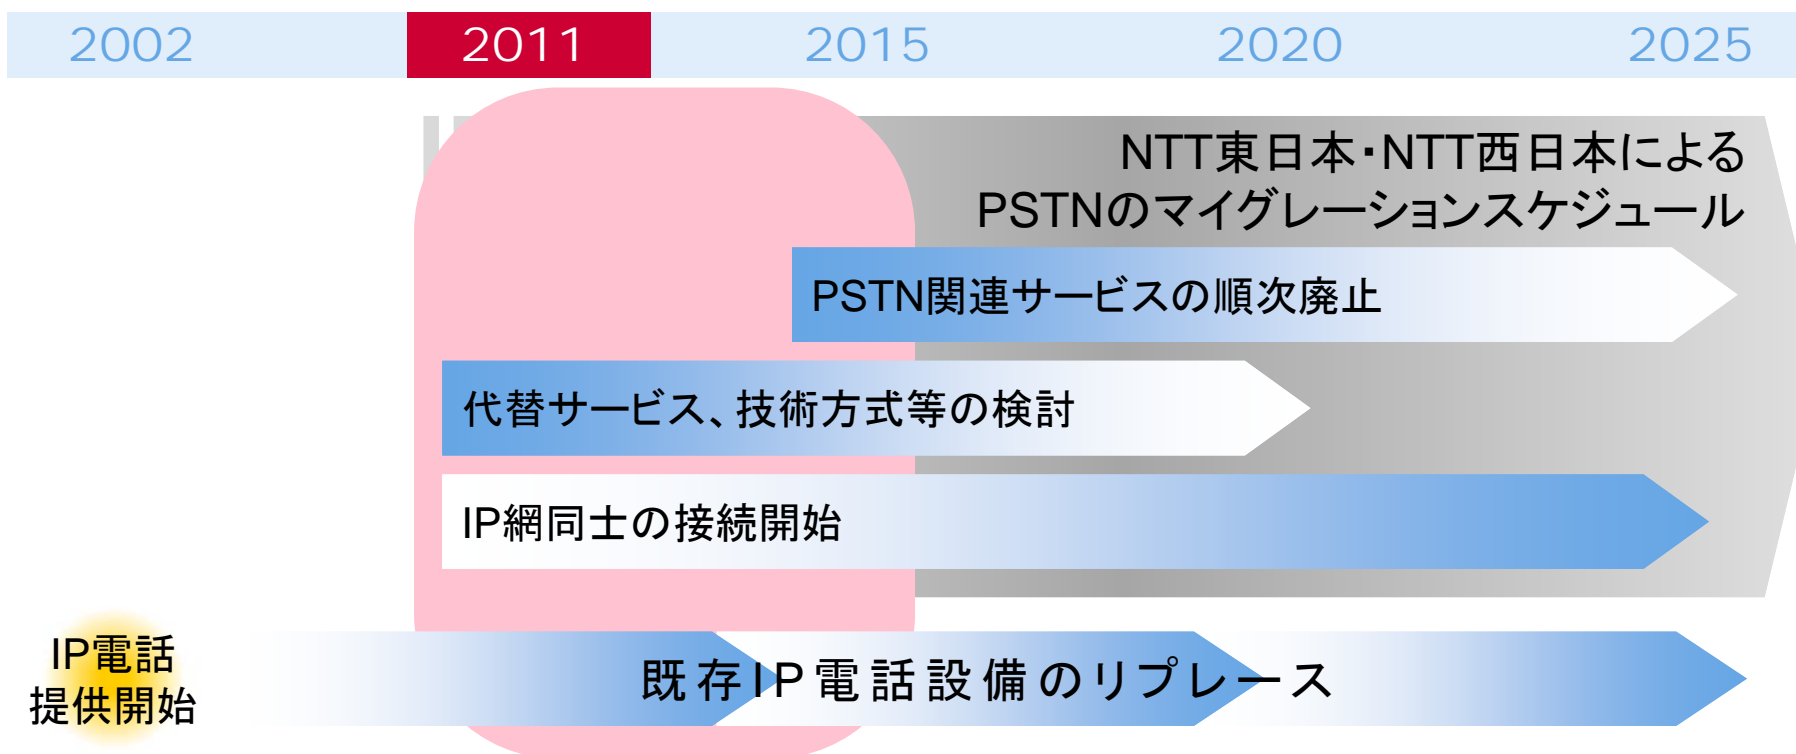 2002 2011 2015 2020 2025
NTT東日本・NTT西日本による
PSTNのマイグレーションスケジュール
PSTN関連サービスの順次廃止
代替サービス、技術方式等の検討
IP網同士の接続開始
IP電話
提供開始
既存IP電話設備のリプレース